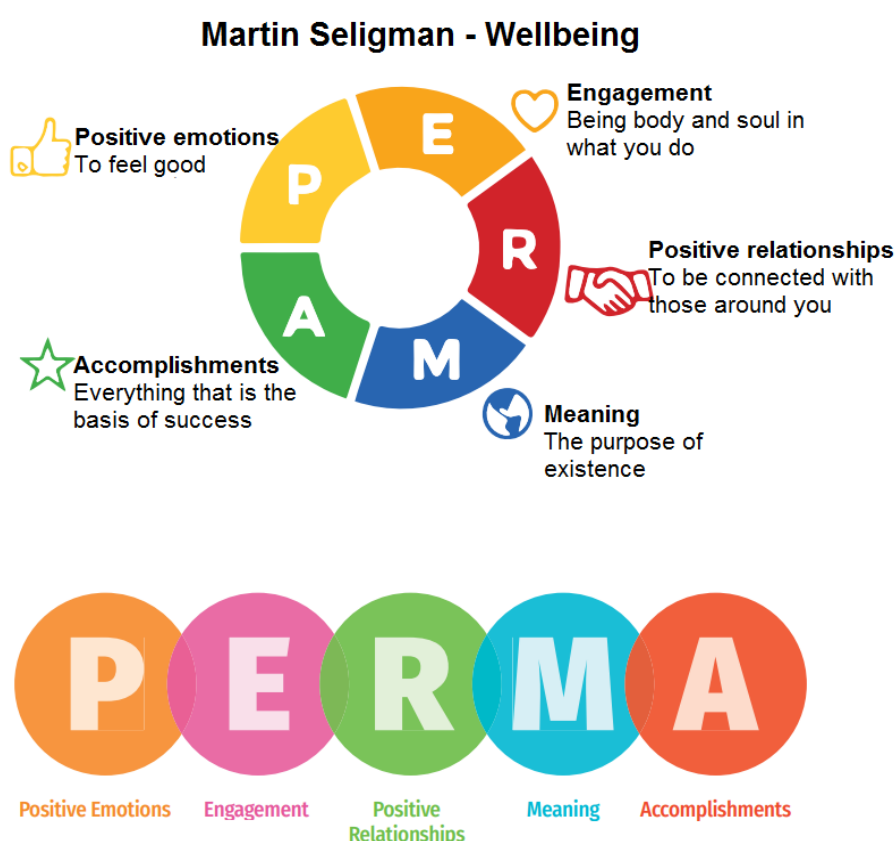 Martin Seligman - Wellbeing
P
E
R
M
A
Positive emotions
To feel good
Engagement
Being body and soul in
what you do
Positive relationships
To be connected with
those around you
Meaning
The purpose of
existence
Accomplishments
Everything that is the
basis of success
P E R M A
Positive Emotions
Engagement
Positive
Relationships
Meaning
Accomplishments